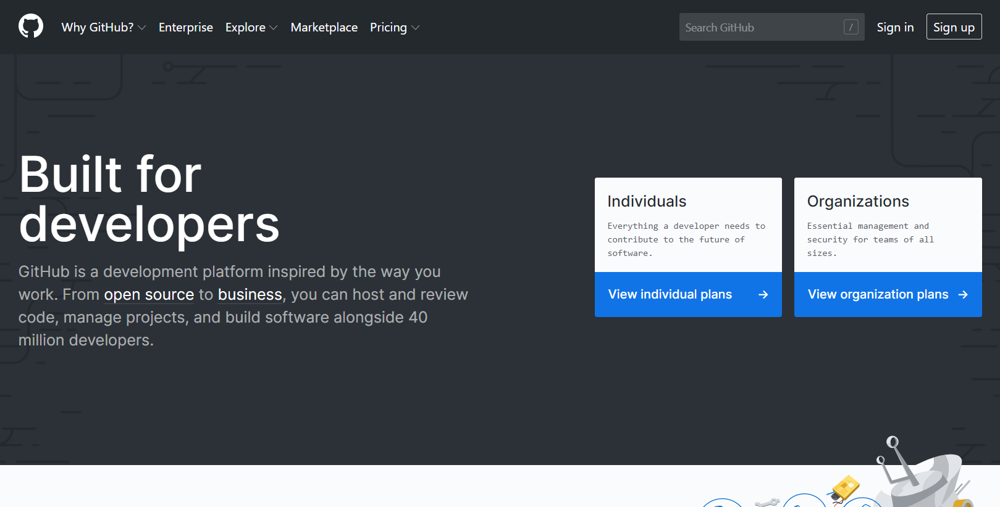 Why GitHub? Enterprise Explore Marketplace Pricing
Search GitHub /
Sign in
Sign up
Built for
developers
GitHub is a development platform inspired by the way you
work. From open source to business, you can host and review
code, manage projects, and build software alongside 40
million developers.
Individuals
Everything a developer needs to
contribute to the future of
software.
View individual plans →
Organizations
Essential management and
security for teams of all
sizes.
View organization plans →